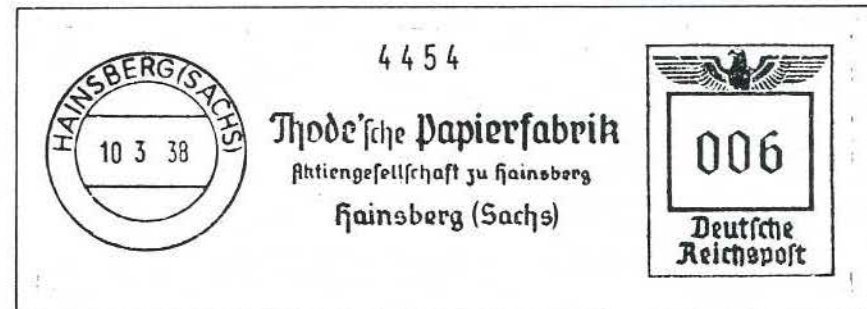 HAINSBERG (SACHS)
10 3 38
4454
Thode'sche Papierfabrik
Aktiengesellschaft zu Hainsberg
Hainsberg (Sachs)
006
Deutsche
Reichspost